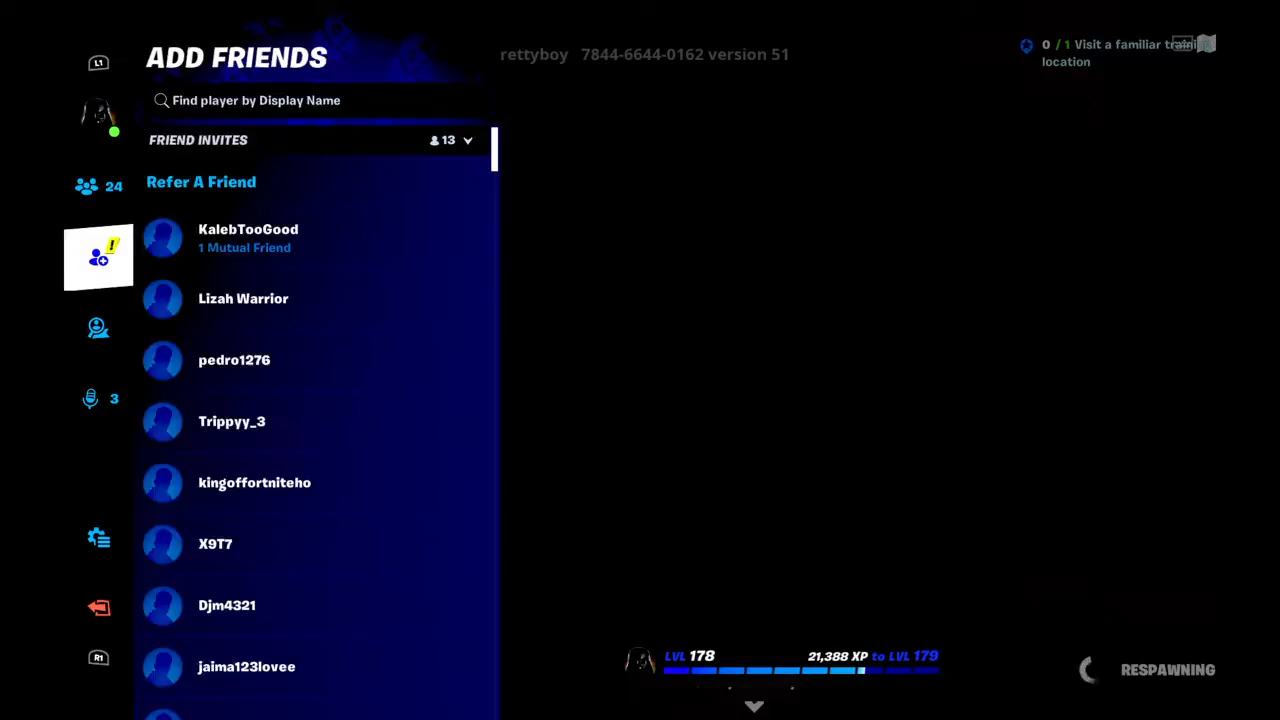 L1
ADD FRIENDS
rettyboy 7844-6644-0162 version 51
0 / 1 Visit a familiar
location
Find player by Display Name
FRIEND INVITES
13
24
Refer A Friend
KalebTooGood
1 Mutual Friend
Lizah Warrior
pedro1276
3
Trippyy_3
kingoffortniteho
X9T7
Djm4321
R1
jaima123lovee
LVL 178
21,388 XP to LVL 179
RESPAWNING